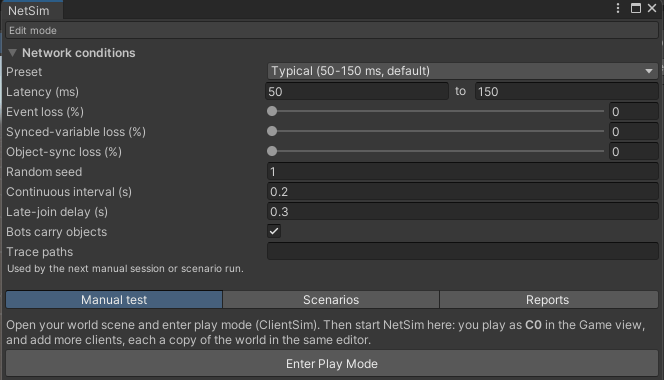 NetSim
Edit mode
Network conditions
Preset Typical (50-150 ms, default)
Latency (ms) 50 to 150
Event loss (%) 0
Synced-variable loss (%) 0
Object-sync loss (%) 0
Random seed 1
Continuous interval (s) 0.2
Late-join delay (s) 0.3
Bots carry objects
Trace paths
Used by the next manual session or scenario run.
Manual test Scenarios Reports
Open your world scene and enter play mode (ClientSim). Then start NetSim here: you play as C0 in the Game view,
and add more clients, each a copy of the world in the same editor.
Enter Play Mode